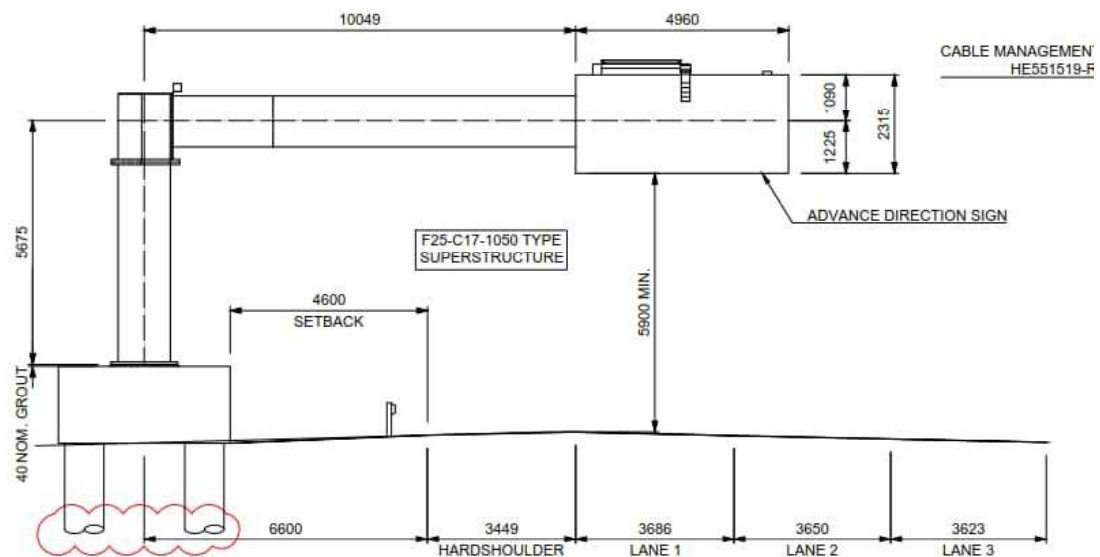 10049
4960
CABLE MANAGEMENT
HE551519-R
1090
1225
2315
ADVANCE DIRECTION SIGN
5675
F25-C17-1050 TYPE
SUPERSTRUCTURE
5900 MIN.
4600
SETBACK
40 NOM. GROUT
6600
3449
3686
3650
3623
HARDSHOULDER
LANE 1
LANE 2
LANE 3